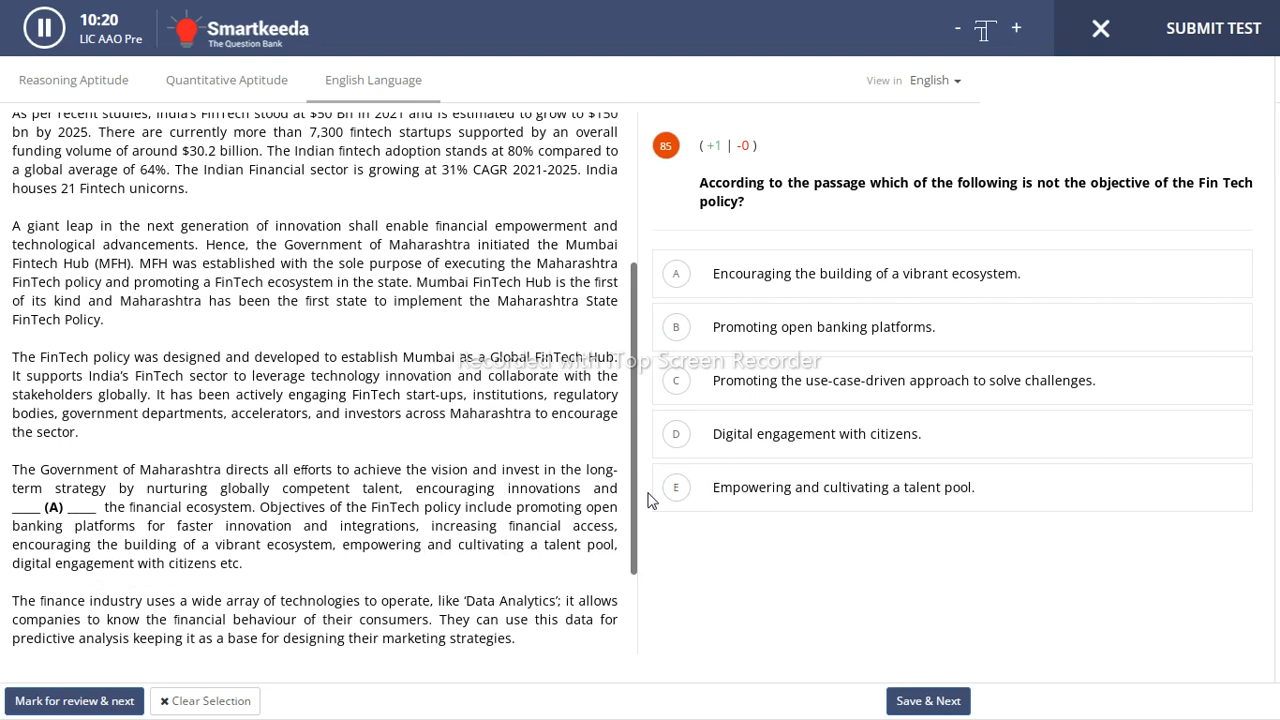 10:20
LIC AAO Pre
Smartkeeda
The Question Bank
- T +
SUBMIT TEST
Reasoning Aptitude
Quantitative Aptitude
English Language
View in English
As per recent studies, India's FinTech stood at $50 Bn in 2021 and is estimated to grow to $150
bn by 2025. There are currently more than 7,300 fintech startups supported by an overall
funding volume of around $30.2 billion. The Indian fintech adoption stands at 80% compared to
a global average of 64%. The Indian Financial sector is growing at 31% CAGR 2021-2025. India
houses 21 Fintech unicorns.
A giant leap in the next generation of innovation shall enable financial empowerment and
technological advancements. Hence, the Government of Maharashtra initiated the Mumbai
Fintech Hub (MFH). MFH was established with the sole purpose of executing the Maharashtra
FinTech policy and promoting a FinTech ecosystem in the state. Mumbai FinTech Hub is the first
of its kind and Maharashtra has been the first state to implement the Maharashtra State
FinTech Policy.
The FinTech policy was designed and developed to establish Mumbai as a Global FinTech Hub.
It supports India's FinTech sector to leverage technology innovation and collaborate with the
stakeholders globally. It has been actively engaging FinTech start-ups, institutions, regulatory
bodies, government departments, accelerators, and investors across Maharashtra to encourage
the sector.
The Government of Maharashtra directs all efforts to achieve the vision and invest in the long-
term strategy by nurturing globally competent talent, encouraging innovations and
_____ (A) _____ the financial ecosystem. Objectives of the FinTech policy include promoting open
banking platforms for faster innovation and integrations, increasing financial access,
encouraging the building of a vibrant ecosystem, empowering and cultivating a talent pool,
digital engagement with citizens etc.
The finance industry uses a wide array of technologies to operate, like 'Data Analytics'; it allows
companies to know the financial behaviour of their consumers. They can use this data for
predictive analysis keeping it as a base for designing their marketing strategies.
85
( +1 | -0 )
According to the passage which of the following is not the objective of the Fin Tech
policy?
A Encouraging the building of a vibrant ecosystem.
B Promoting open banking platforms.
Recorded with iTop Screen Recorder
C Promoting the use-case-driven approach to solve challenges.
D Digital engagement with citizens.
E Empowering and cultivating a talent pool.
Mark for review & next
Clear Selection
Save & Next